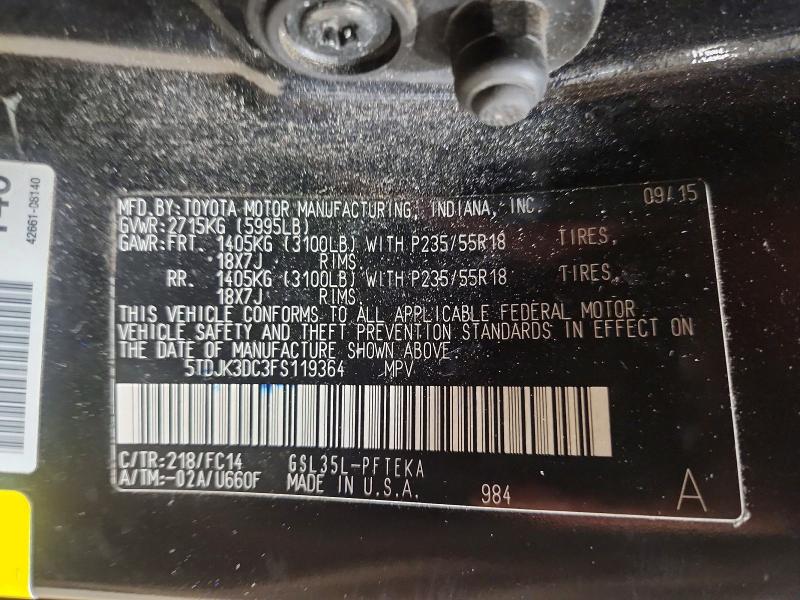 MFD.BY:TOYOTA MOTOR MANUFACTURING, INDIANA, INC. 09/15
GVWR:2715KG (5995LB)
GAWR:FRT. 1405KG (3100LB) WITH P235/55R18 TIRES,
18X7J RIMS
RR. 1405KG (3100LB) WITH P235/55R18 TIRES,
18X7J RIMS
THIS VEHICLE CONFORMS TO ALL APPLICABLE FEDERAL MOTOR
VEHICLE SAFETY AND THEFT PREVENTION STANDARDS IN EFFECT ON
THE DATE OF MANUFACTURE SHOWN ABOVE.
5TDJK3DC3FS119364 MPV
C/TR:218/FC14 GSL35L-PFTEKA
A/TM:-02A/U660F MADE IN U.S.A. 984 A
42661-08140